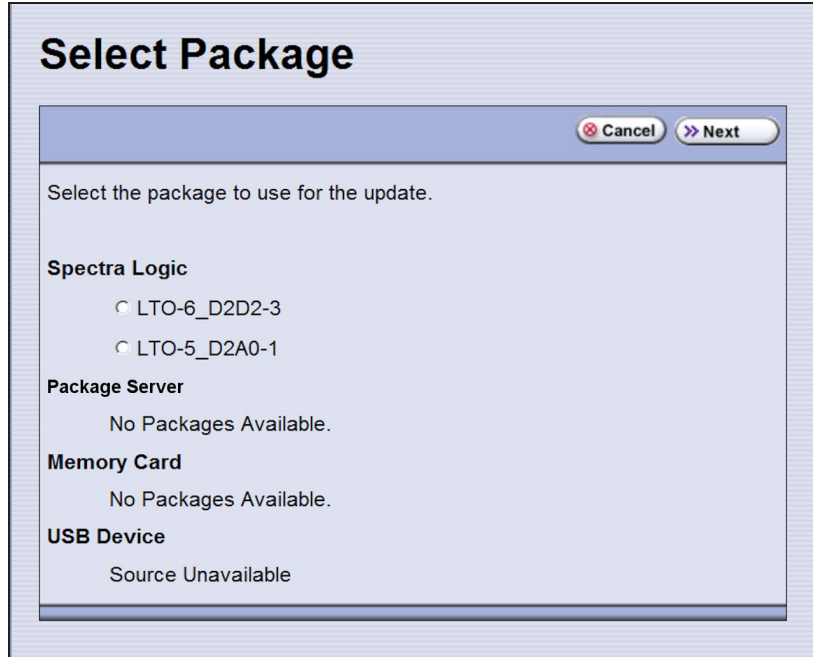 Select Package
Cancel
Next
Select the package to use for the update.
Spectra Logic
LTO-6_D2D2-3
LTO-5_D2A0-1
Package Server
No Packages Available.
Memory Card
No Packages Available.
USB Device
Source Unavailable